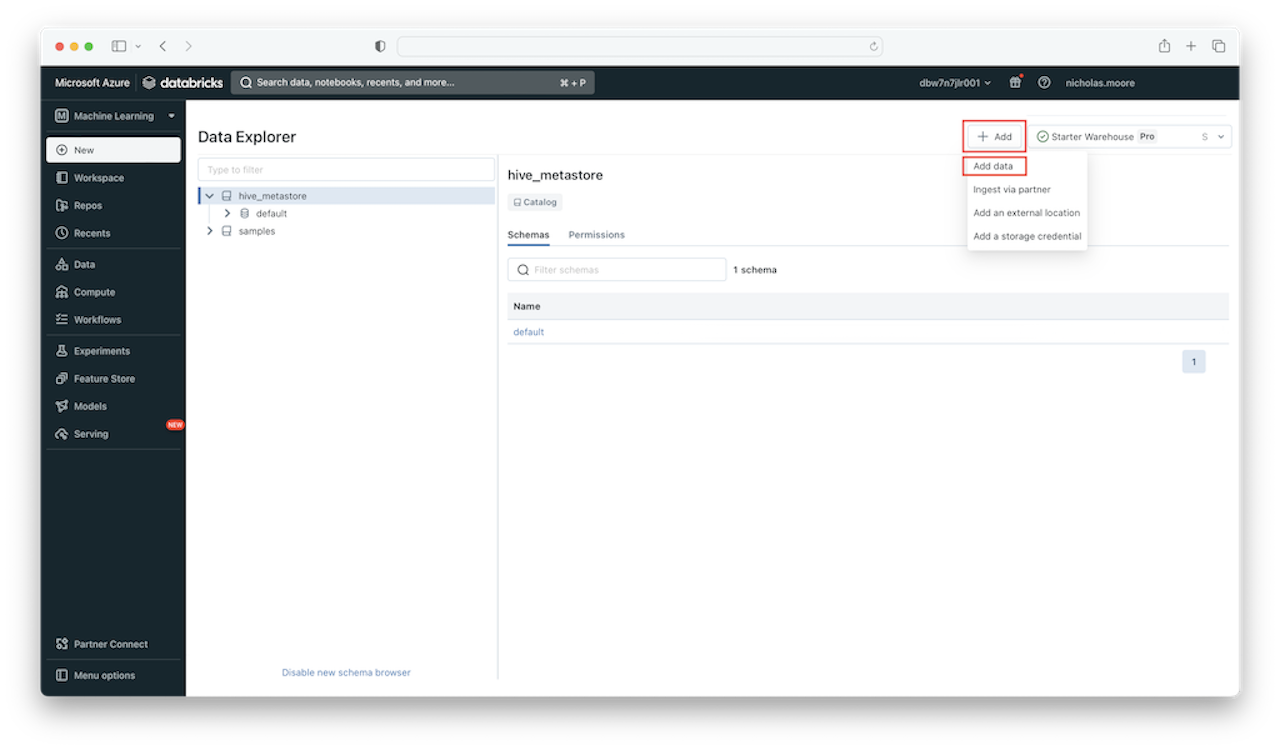 Microsoft Azure databricks Search data, notebooks, recents, and more... ⌘ + P dbw7n7jlr001 nicholas.moore
M Machine Learning
New
Workspace
Repos
Recents
Data
Compute
Workflows
Experiments
Feature Store
Models
NEW
Serving
Partner Connect
Menu options
Data Explorer
Type to filter
hive_metastore
default
samples
Disable new schema browser
+ Add
Starter Warehouse Pro S
Add data
Ingest via partner
Add an external location
Add a storage credential
hive_metastore
Catalog
Schemas Permissions
Filter schemas 1 schema
Name
default
1